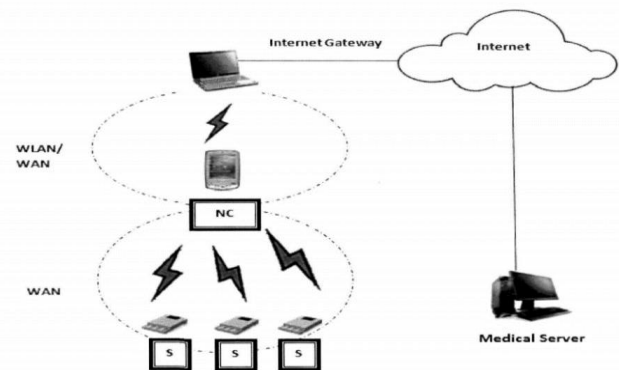 Internet Gateway
Internet
WLAN/
WAN
NC
WAN
S S S
Medical Server